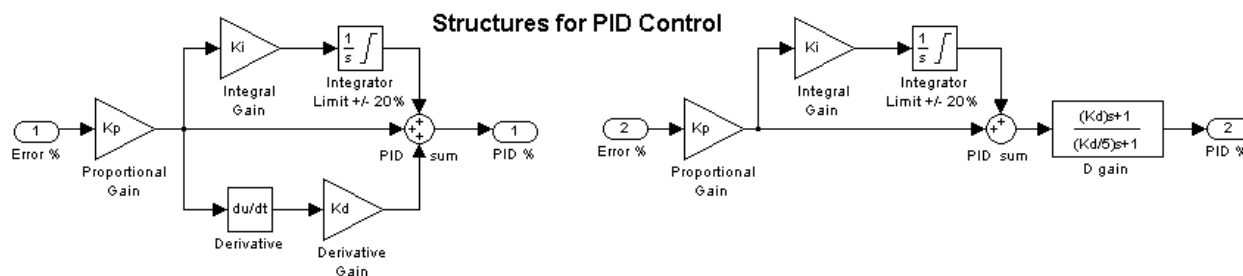 Structures for PID Control
Ki
1
s
Integral
Gain
Integrator
Limit +/- 20%
1
Error %
Kp
Proportional
Gain
+
+
+
PID sum
1
PID %
du/dt
Derivative
Kd
Derivative
Gain
Ki
1
s
Integral
Gain
Integrator
Limit +/- 20%
2
Error %
Kp
Proportional
Gain
+
+
PID sum
(Kd)s+1
(Kd/5)s+1
D gain
2
PID %